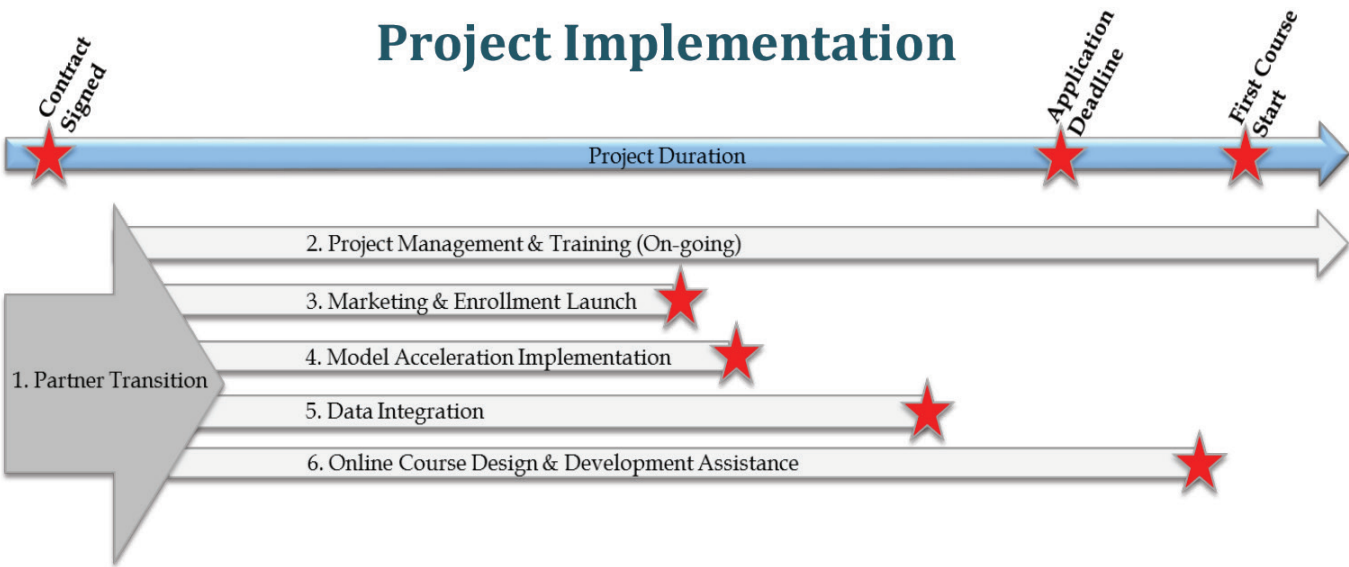 Project Implementation
Contract
Signed
Application
Deadline
First Course
Start
Project Duration
2. Project Management & Training (On-going)
3. Marketing & Enrollment Launch
4. Model Acceleration Implementation
1. Partner Transition
5. Data Integration
6. Online Course Design & Development Assistance